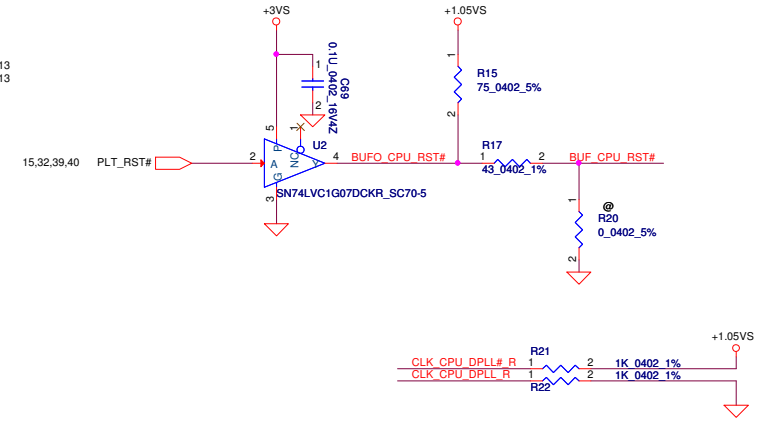 +3VS
+1.05VS
13
13
1
0.1U_0402_16V4Z
C69
2
1
R15
75_0402_5%
2
5
1
P
NC
U2
15,32,39,40 PLT_RST#
2
A
Y
4
BUFO_CPU_RST#
G
3
SN74LVC1G07DCKR_SC70-5
R17
1
2
43_0402_1%
BUF_CPU_RST#
1
@
R20
0_0402_5%
2
+1.05VS
R21
CLK_CPU_DPLL#_R 1 2 1K_0402_1%
CLK_CPU_DPLL_R 1 2 1K_0402_1%
R22